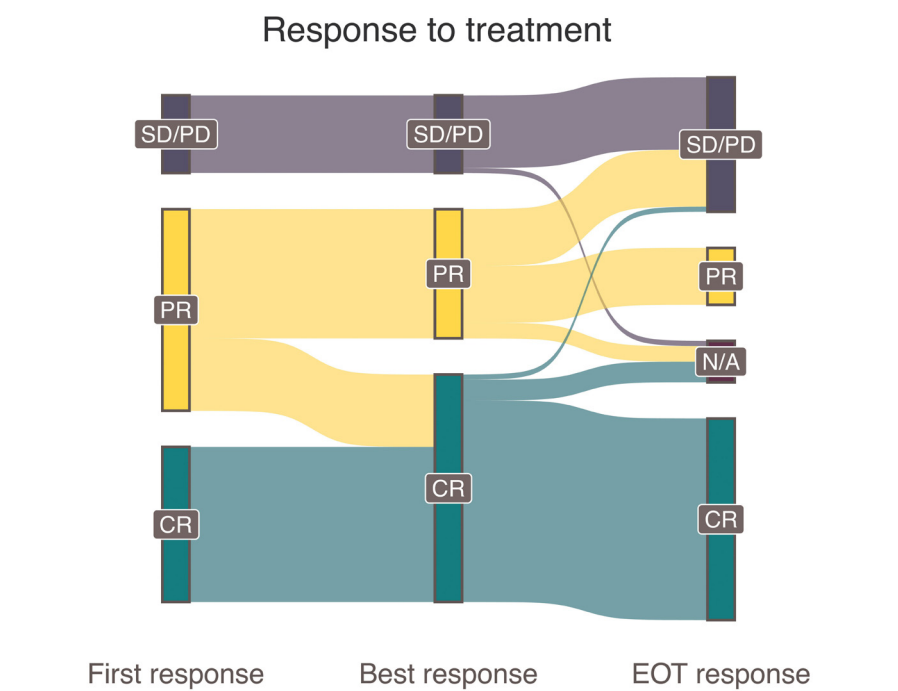 Response to treatment
SD/PD
SD/PD
SD/PD
PR
PR
PR
N/A
CR
CR
CR
First response
Best response
EOT response